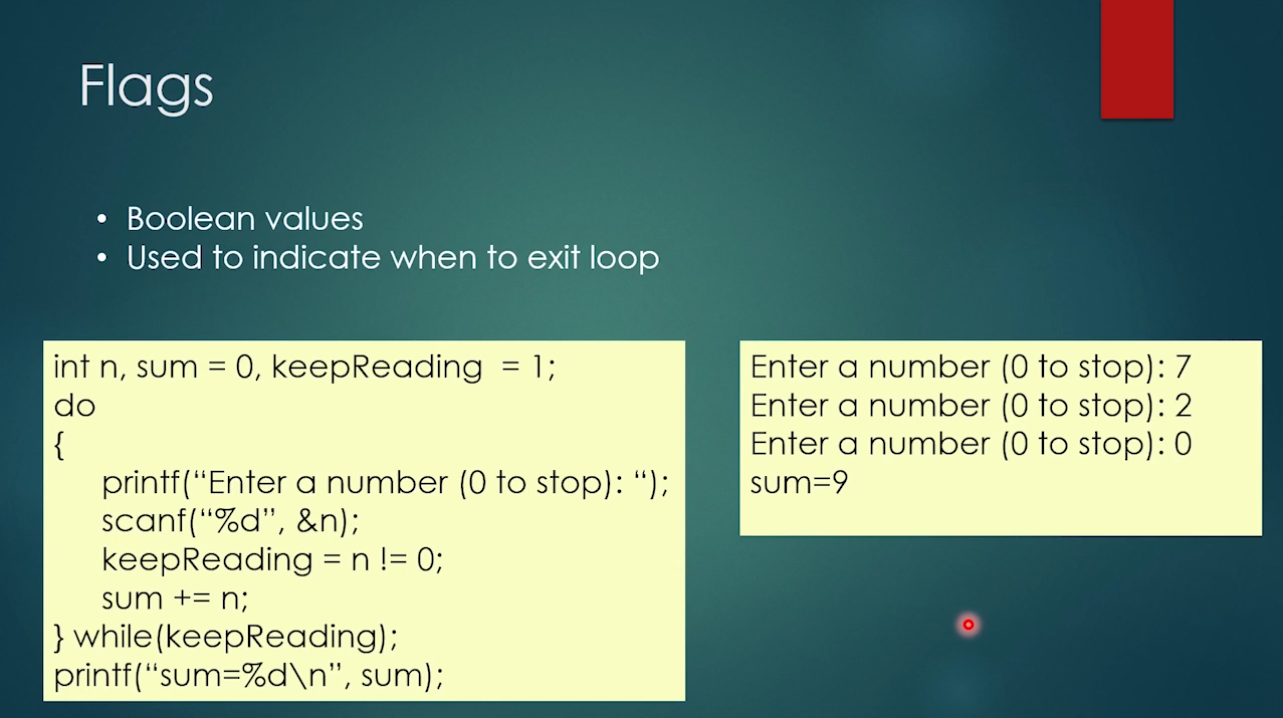 Flags
• Boolean values
• Used to indicate when to exit loop
int n, sum = 0, keepReading  = 1;
do
{
printf(“Enter a number (0 to stop): “);
scanf(“%d”, &n);
keepReading = n != 0;
sum += n;
} while(keepReading);
printf(“sum=%d\n”, sum);
Enter a number (0 to stop): 7
Enter a number (0 to stop): 2
Enter a number (0 to stop): 0
sum=9